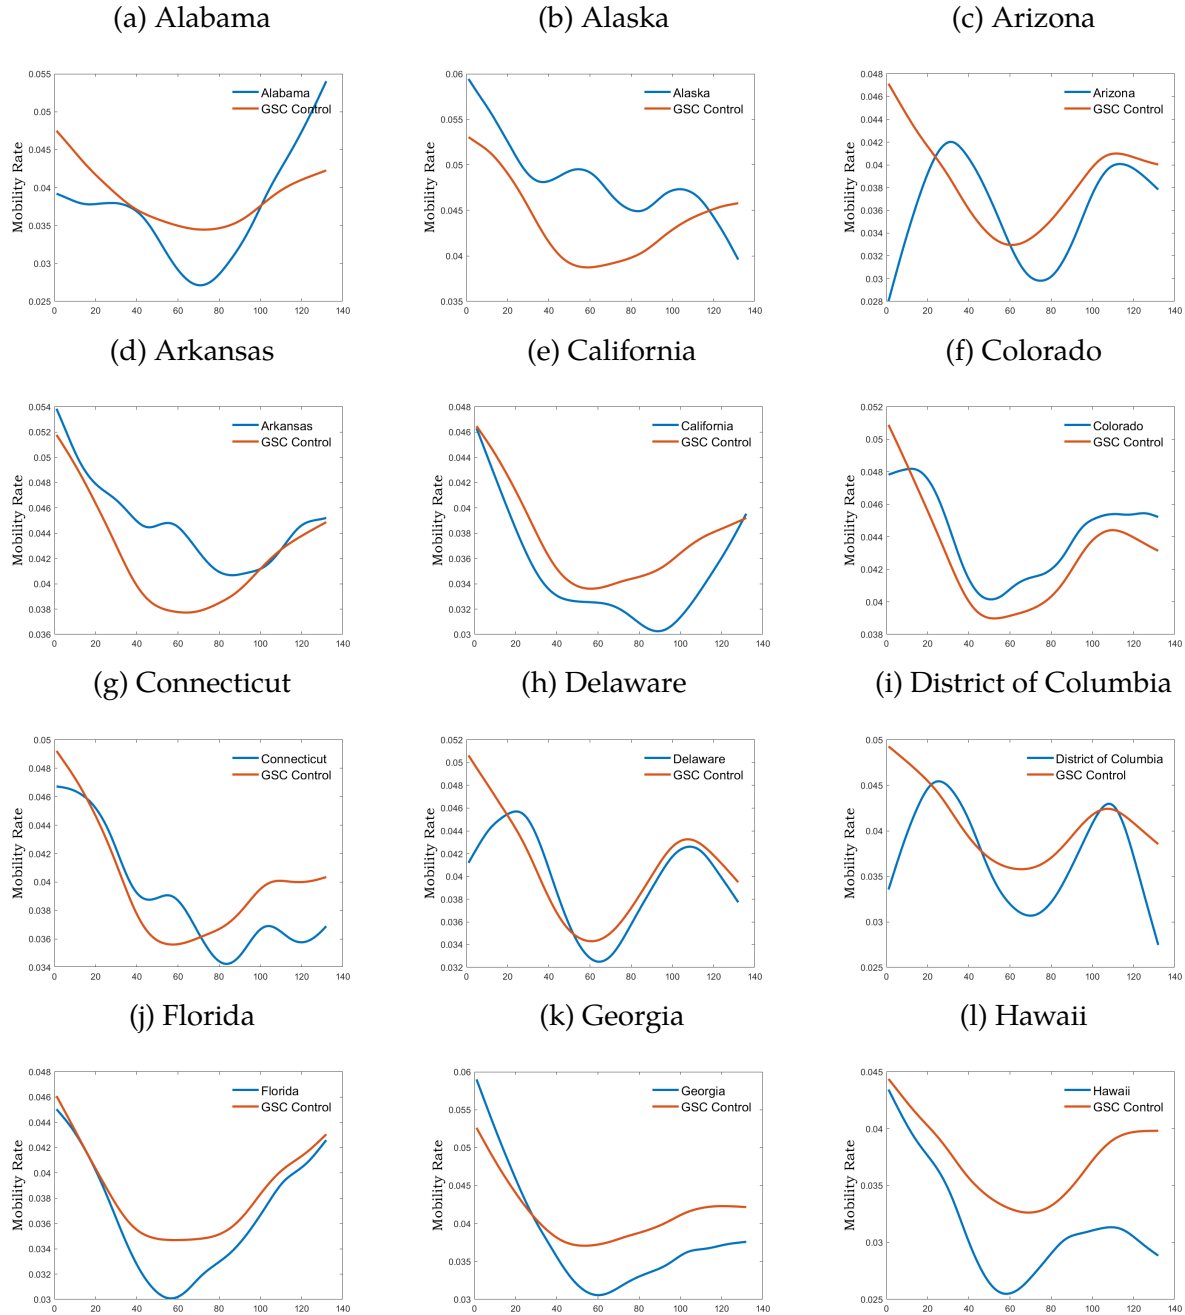 (a) Alabama
(b) Alaska
(c) Arizona
0.055
0.05
0.045
0.04
0.035
0.03
0.025
Mobility Rate
Alabama
GSC Control
0 20 40 60 80 100 120 140
0.06
0.055
0.05
0.045
0.04
0.035
Mobility Rate
Alaska
GSC Control
0 20 40 60 80 100 120 140
0.048
0.046
0.044
0.042
0.04
0.038
0.036
0.034
0.032
0.03
0.028
Mobility Rate
Arizona
GSC Control
0 20 40 60 80 100 120 140
(d) Arkansas
(e) California
(f) Colorado
0.054
0.052
0.05
0.048
0.046
0.044
0.042
0.04
0.038
0.036
Mobility Rate
Arkansas
GSC Control
0 20 40 60 80 100 120 140
0.048
0.046
0.044
0.042
0.04
0.038
0.036
0.034
0.032
0.03
Mobility Rate
California
GSC Control
0 20 40 60 80 100 120 140
0.052
0.05
0.048
0.046
0.044
0.042
0.04
0.038
Mobility Rate
Colorado
GSC Control
0 20 40 60 80 100 120 140
(g) Connecticut
(h) Delaware
(i) District of Columbia
0.05
0.048
0.046
0.044
0.042
0.04
0.038
0.036
0.034
Mobility Rate
Connecticut
GSC Control
0 20 40 60 80 100 120 140
0.052
0.05
0.048
0.046
0.044
0.042
0.04
0.038
0.036
0.034
0.032
Mobility Rate
Delaware
GSC Control
0 20 40 60 80 100 120 140
0.05
0.045
0.04
0.035
0.03
0.025
Mobility Rate
District of Columbia
GSC Control
0 20 40 60 80 100 120 140
(j) Florida
(k) Georgia
(l) Hawaii
0.048
0.046
0.044
0.042
0.04
0.038
0.036
0.034
0.032
0.03
Mobility Rate
Florida
GSC Control
0 20 40 60 80 100 120 140
0.06
0.055
0.05
0.045
0.04
0.035
0.03
Mobility Rate
Georgia
GSC Control
0 20 40 60 80 100 120 140
0.045
0.04
0.035
0.03
0.025
Mobility Rate
Hawaii
GSC Control
0 20 40 60 80 100 120 140